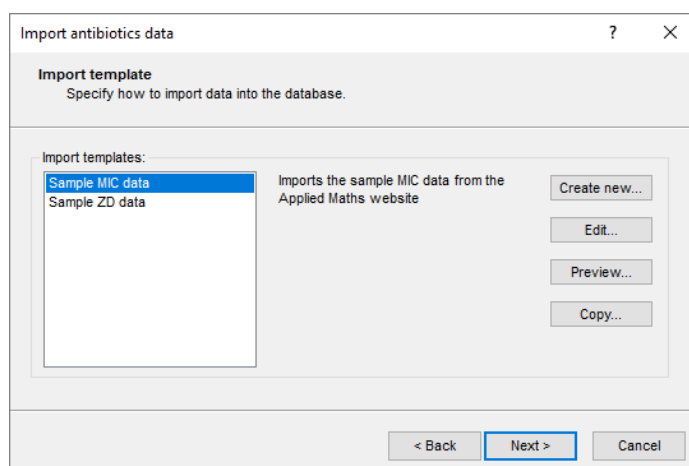 Import antibiotics data
?
Import template
Specify how to import data into the database.
Import templates:
Sample MIC data
Sample ZD data
Imports the sample MIC data from the
Applied Maths website
Create new...
Edit...
Preview...
Copy...
< Back
Next >
Cancel